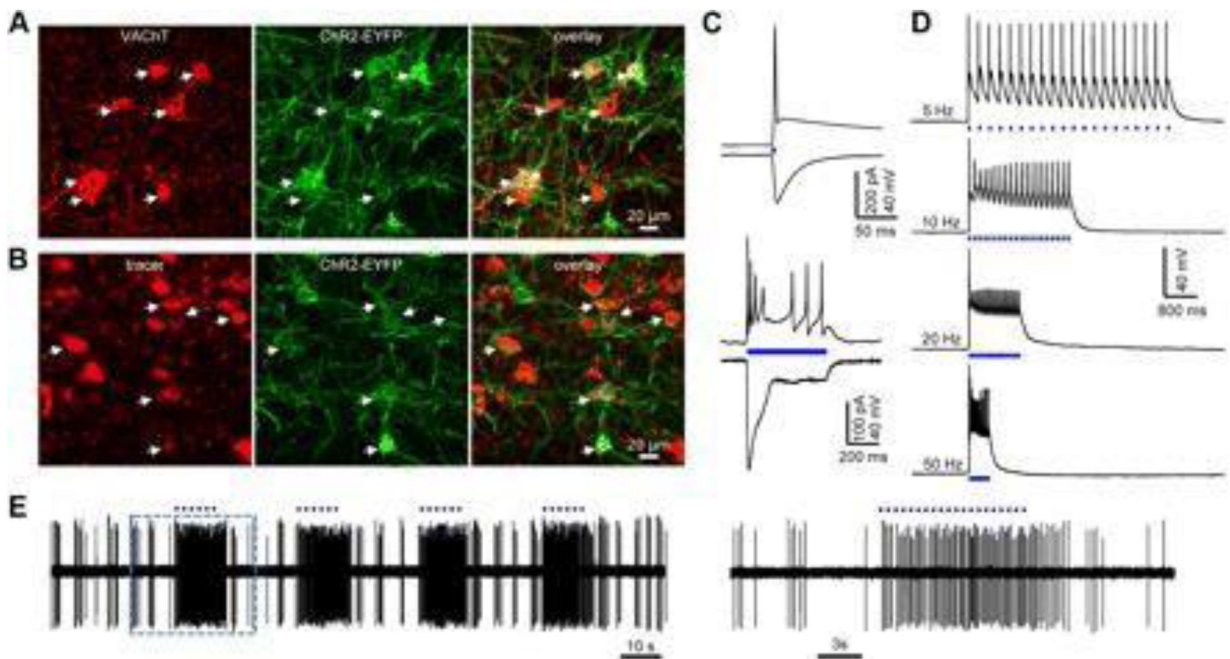 A
VAChT
ChR2-EYFP
overlay
20 µm
B
tracer
ChR2-EYFP
overlay
20 µm
C
200 pA
40 mV
50 ms
100 pA
40 mV
200 ms
D
5 Hz
10 Hz
40 mV
800 ms
20 Hz
50 Hz
E
10 s
3s